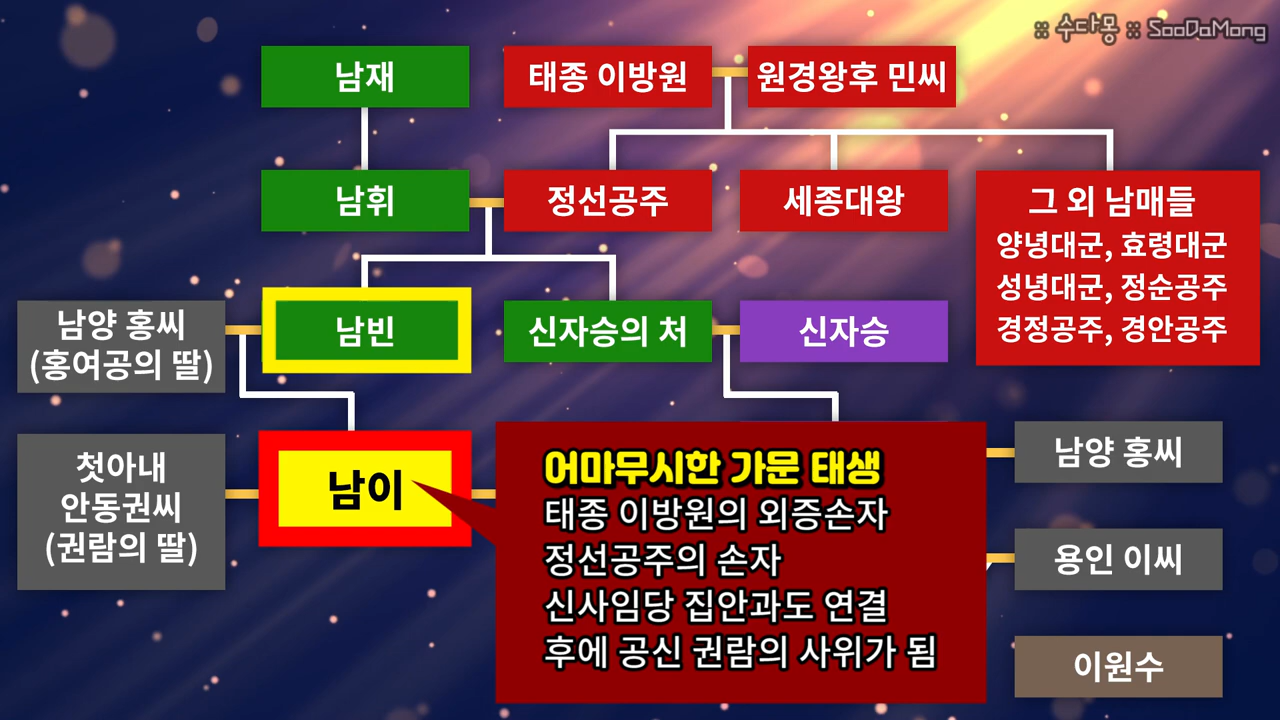 :: 수다몽 :: SooDaMong
남재
태종 이방원
원경왕후 민씨
남휘
정선공주
세종대왕
그 외 남매들
양녕대군, 효령대군
성녕대군, 정순공주
경정공주, 경안공주
남양 홍씨
(홍여공의 딸)
남빈
신자승의 처
신자승
첫아내
안동권씨
(권람의 딸)
남이
어마무시한 가문 태생
태종 이방원의 외증손자
정선공주의 손자
신사임당 집안과도 연결
후에 공신 권람의 사위가 됨
남양 홍씨
용인 이씨
이원수